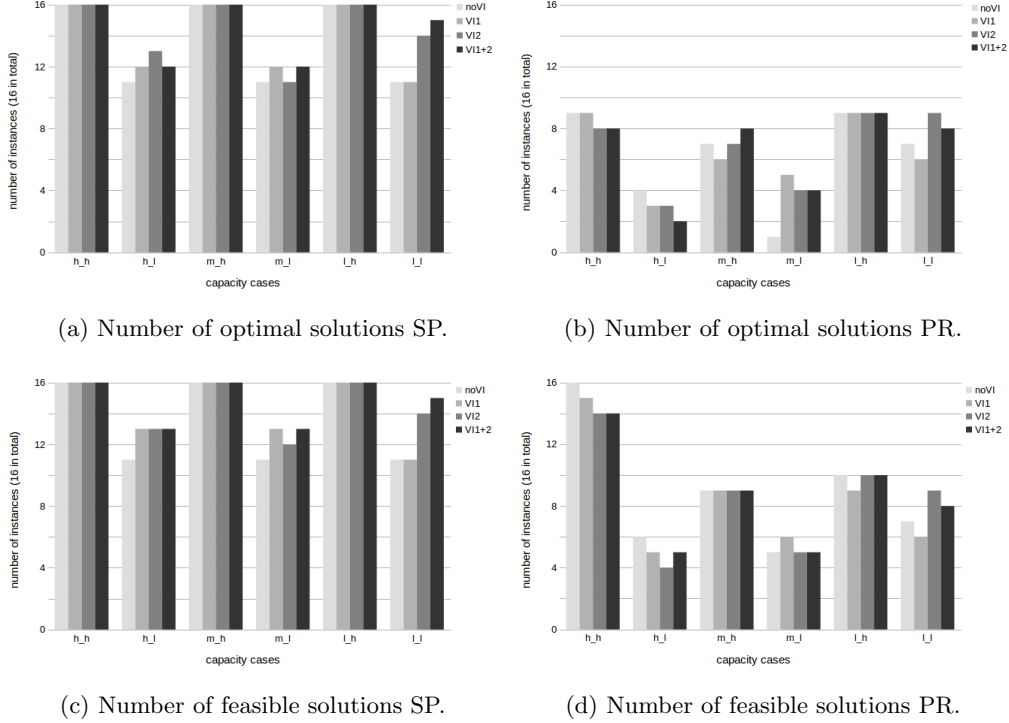 number of instances (16 in total)
16
12
8
4
0
h_h h_l m_h m_l l_h l_l
capacity cases
noVI
VI1
VI2
VI1+2
(a) Number of optimal solutions SP.
number of instances (16 in total)
16
12
8
4
0
h_h h_l m_h m_l l_h l_l
capacity cases
noVI
VI1
VI2
VI1+2
(b) Number of optimal solutions PR.
number of instances (16 in total)
16
12
8
4
0
h_h h_l m_h m_l l_h l_l
capacity cases
noVI
VI1
VI2
VI1+2
(c) Number of feasible solutions SP.
number of instances (16 in total)
16
12
8
4
0
h_h h_l m_h m_l l_h l_l
capacity cases
noVI
VI1
VI2
VI1+2
(d) Number of feasible solutions PR.